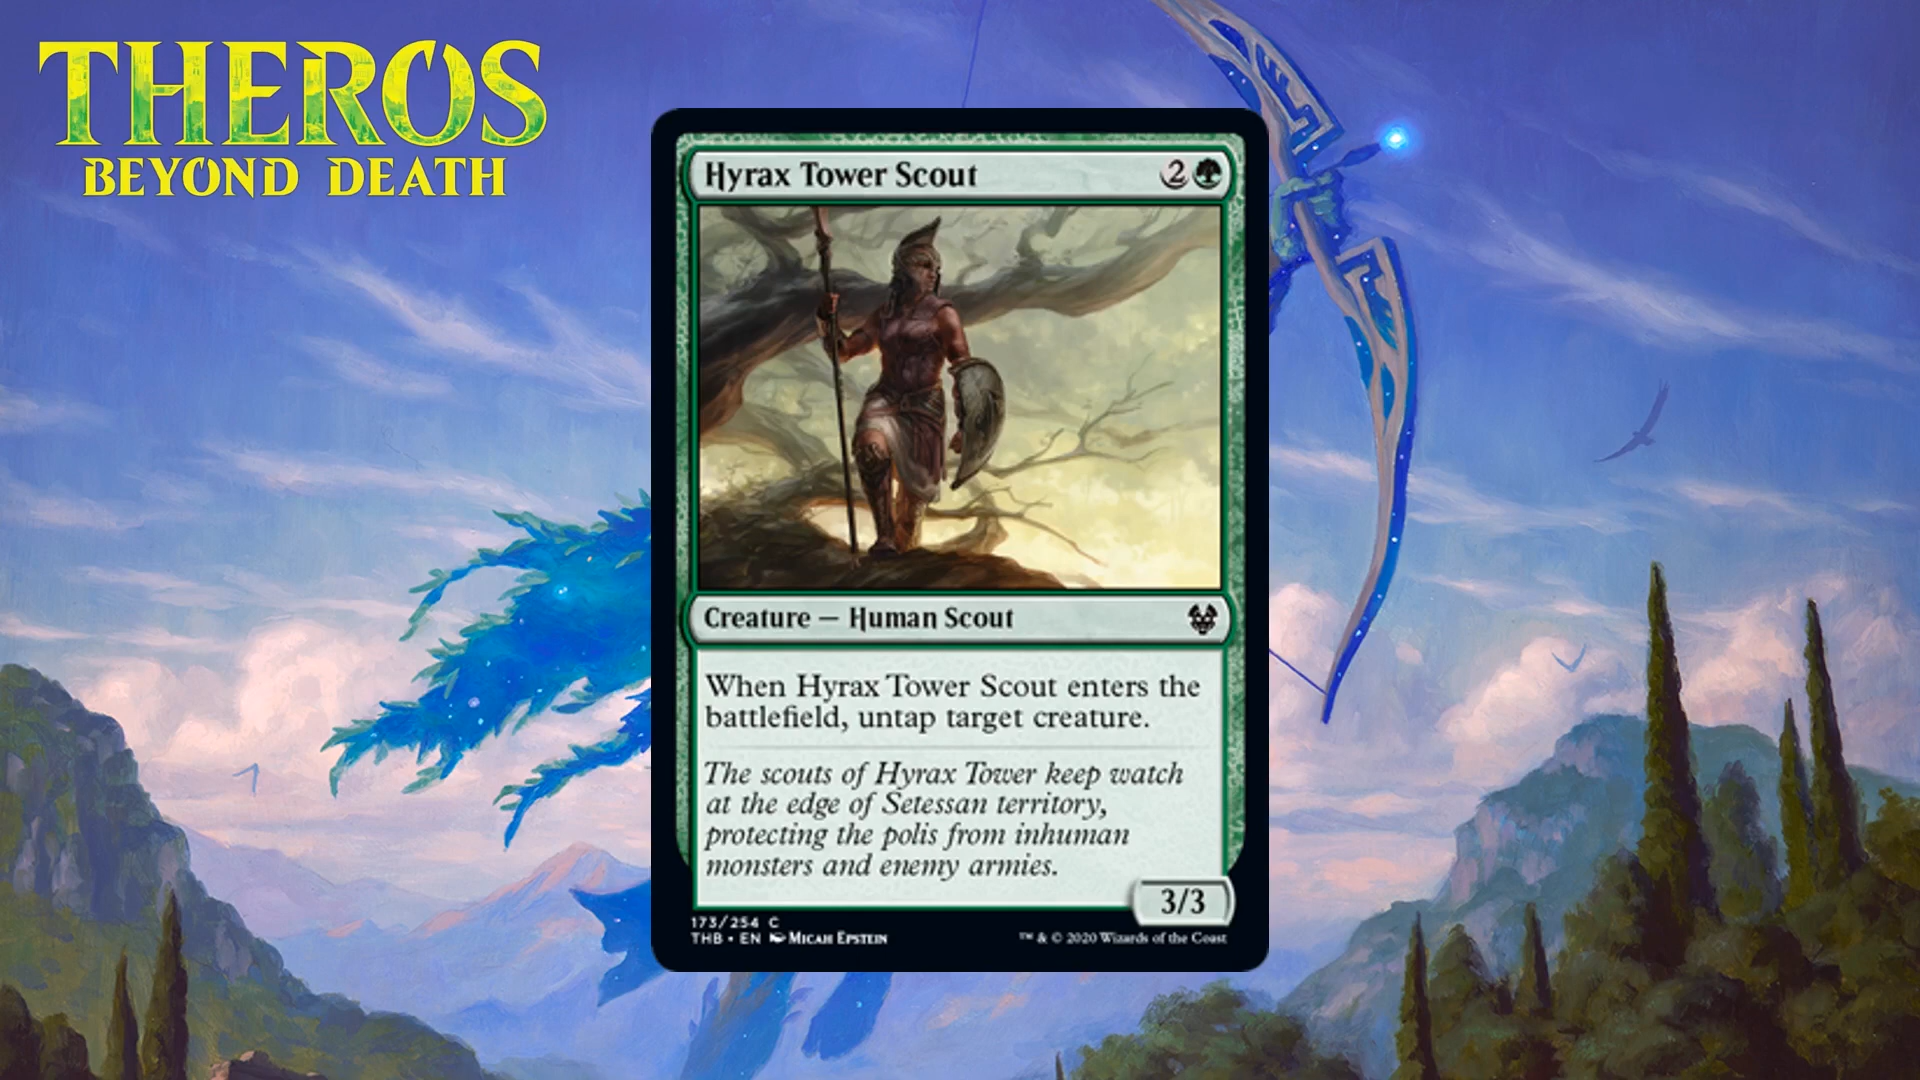 THEROS
BEYOND DEATH
Hyrax Tower Scout
2
Creature — Human Scout
When Hyrax Tower Scout enters the
battlefield, untap target creature.
The scouts of Hyrax Tower keep watch
at the edge of Setessan territory,
protecting the polis from inhuman
monsters and enemy armies.
3/3
173/254 C
THB • EN Micah Epstein
™ & © 2020 Wizards of the Coast